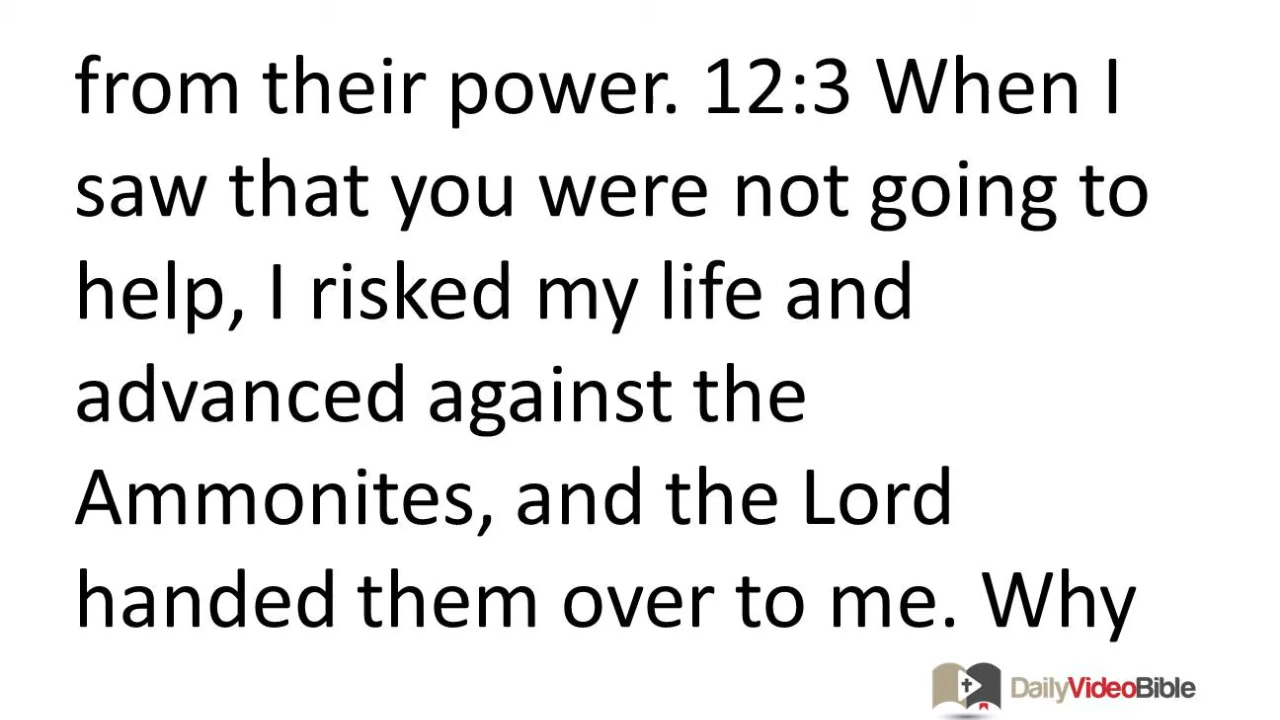 from their power. 12:3 When I
saw that you were not going to
help, I risked my life and
advanced against the
Ammonites, and the Lord
handed them over to me. Why
DailyVideoBible